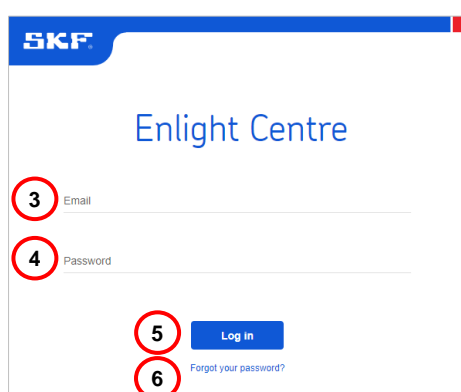 SKF®
Enlight Centre
3 Email
4 Password
5 Log in
6 Forgot your password?